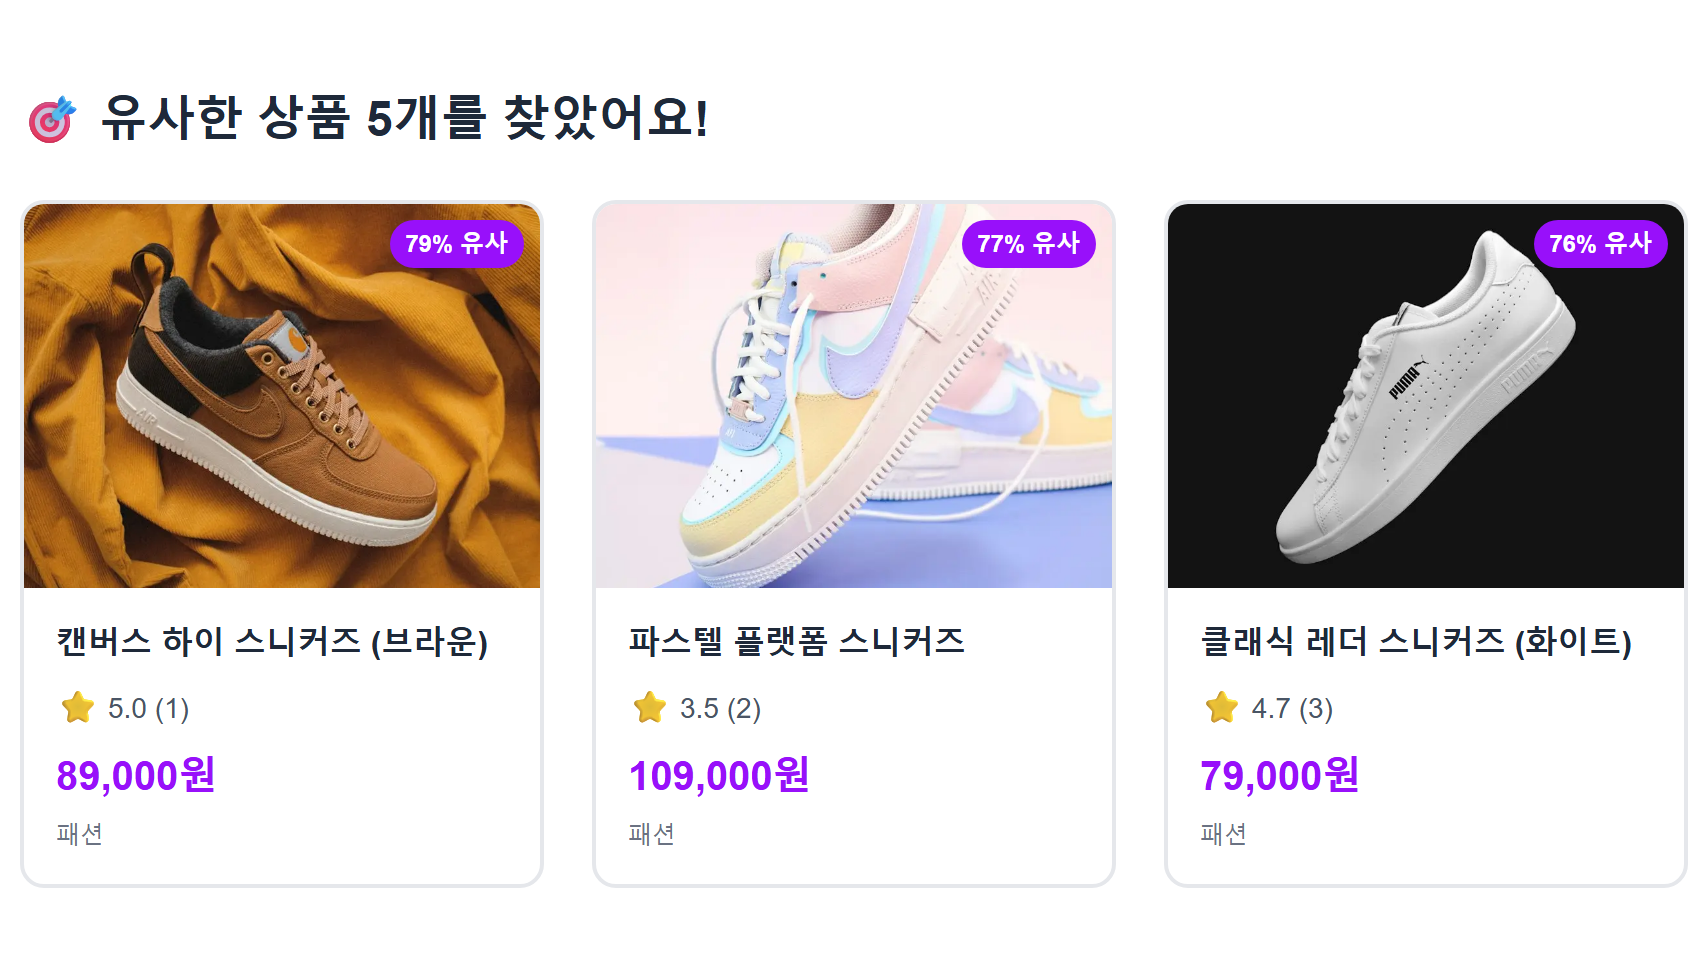 유사한 상품 5개를 찾았어요!
79% 유사
77% 유사
76% 유사
AIR
AIR
PUMA
PUMA
캔버스 하이 스니커즈 (브라운)
파스텔 플랫폼 스니커즈
클래식 레더 스니커즈 (화이트)
5.0 (1)
3.5 (2)
4.7 (3)
89,000원
109,000원
79,000원
패션
패션
패션